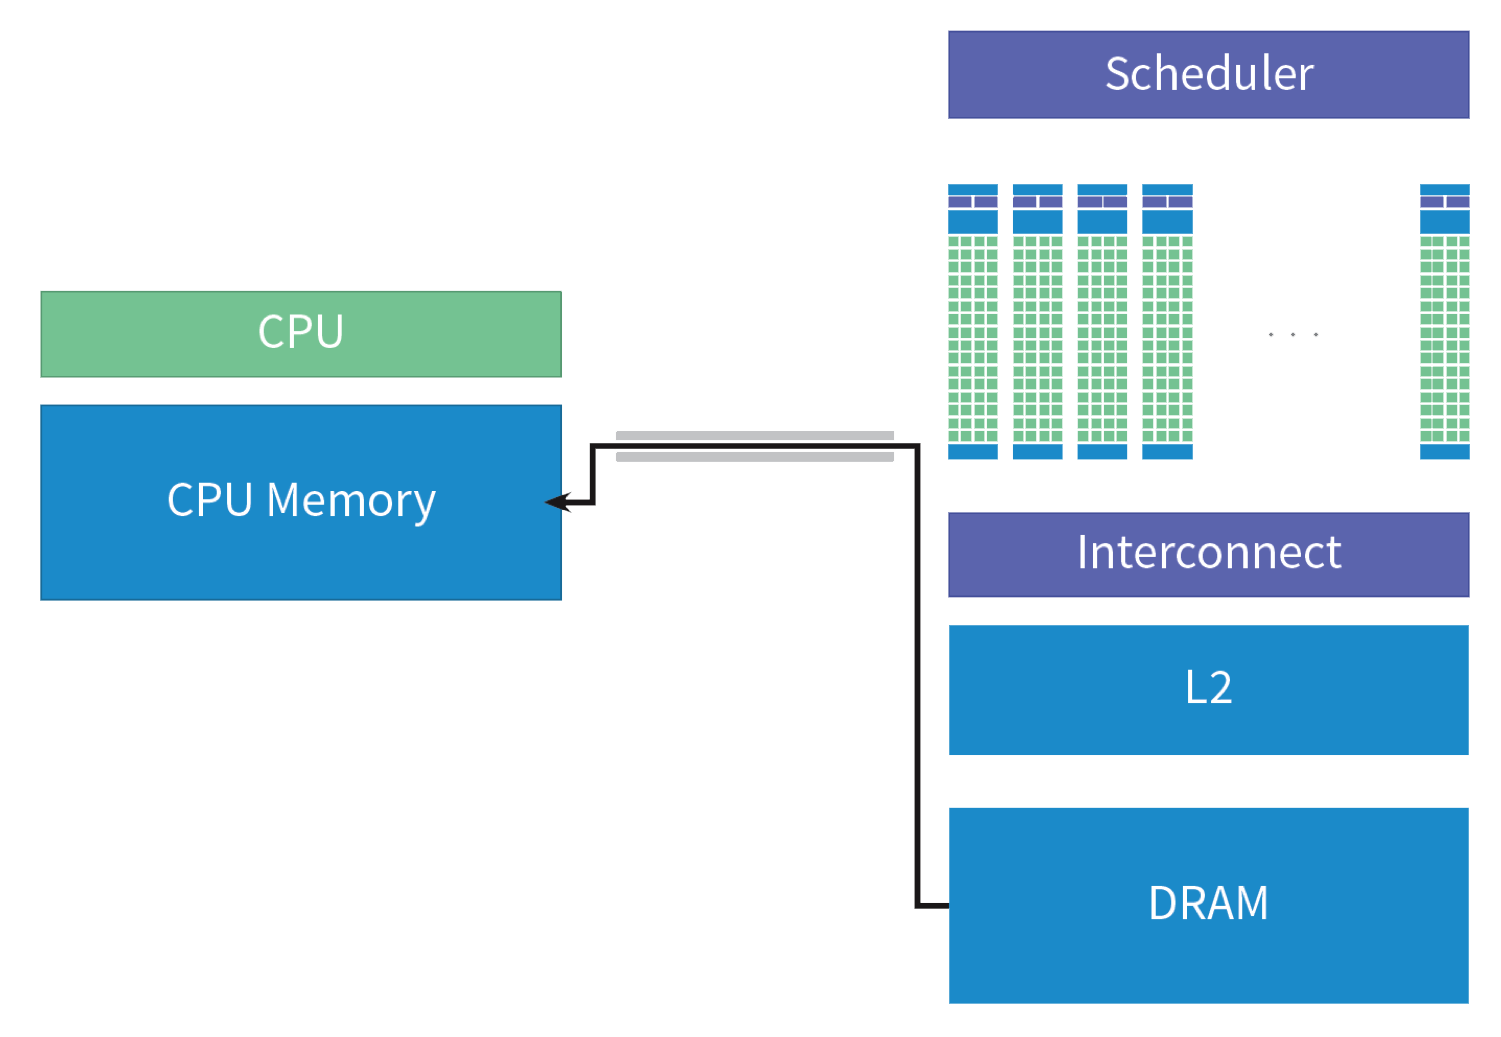 Scheduler
CPU
CPU Memory
. . .
Interconnect
L2
DRAM